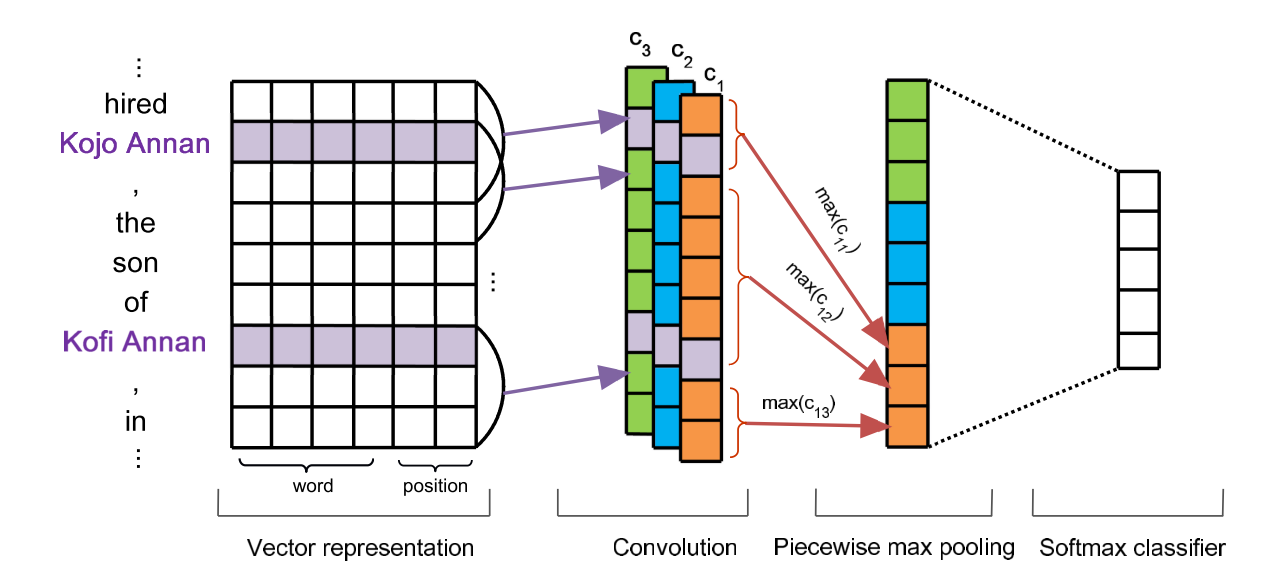 ⋮
hired
Kojo Annan
,
the
son
of
Kofi Annan
,
in
⋮
word
position
...
c3
c2
c1
max(c11)
max(c12)
max(c13)
Vector representation
Convolution
Piecewise max pooling
Softmax classifier